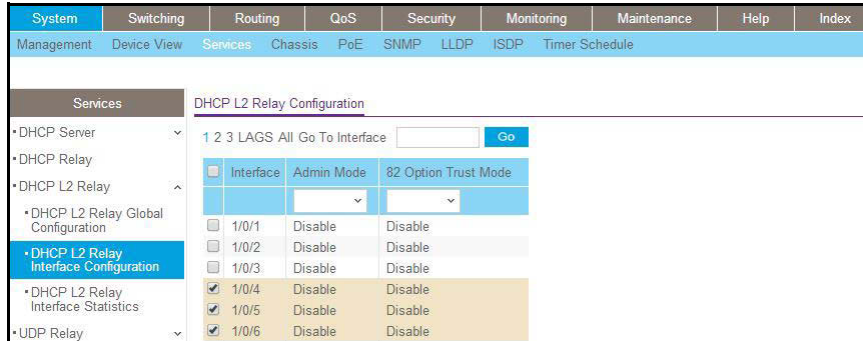 System Switching Routing QoS Security Monitoring Maintenance Help Index
Management Device View Services Chassis PoE SNMP LLDP ISDP Timer Schedule
Services
DHCP Server
DHCP Relay
DHCP L2 Relay
DHCP L2 Relay Global
Configuration
DHCP L2 Relay
Interface Configuration
DHCP L2 Relay
Interface Statistics
UDP Relay
DHCP L2 Relay Configuration
1 2 3 LAGS All Go To Interface Go
Interface Admin Mode 82 Option Trust Mode
1/0/1 Disable Disable
1/0/2 Disable Disable
1/0/3 Disable Disable
1/0/4 Disable Disable
1/0/5 Disable Disable
1/0/6 Disable Disable